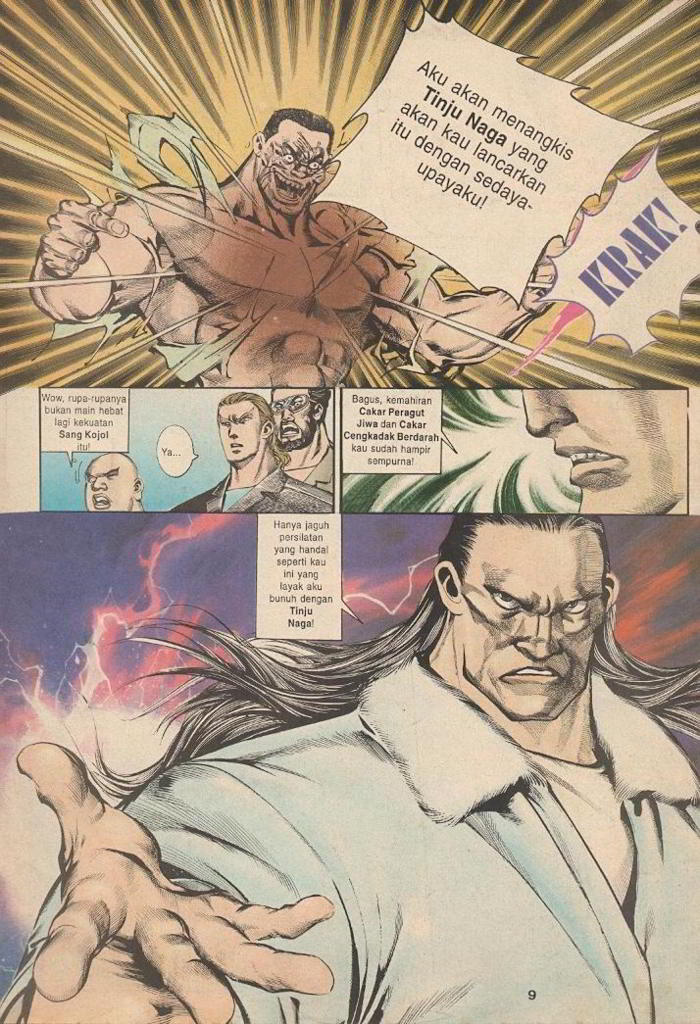 Aku akan menangkis
Tinju Naga yang
akan kau lancarkan
itu dengan sedaya-
upayaku!
KRAK!
Wow, rupa-rupanya
bukan main hebat
lagi kekuatan
Sang Kojol
itu!
Ya...
Bagus, kemahiran
Cakar Peragut
Jiwa dan Cakar
Cengkadak Berdarah
kau sudah hampir
sempurna!
Hanya jaguh
persilatan
yang handal
seperti kau
ini yang
layak aku
bunuh dengan
Tinju
Naga!
9